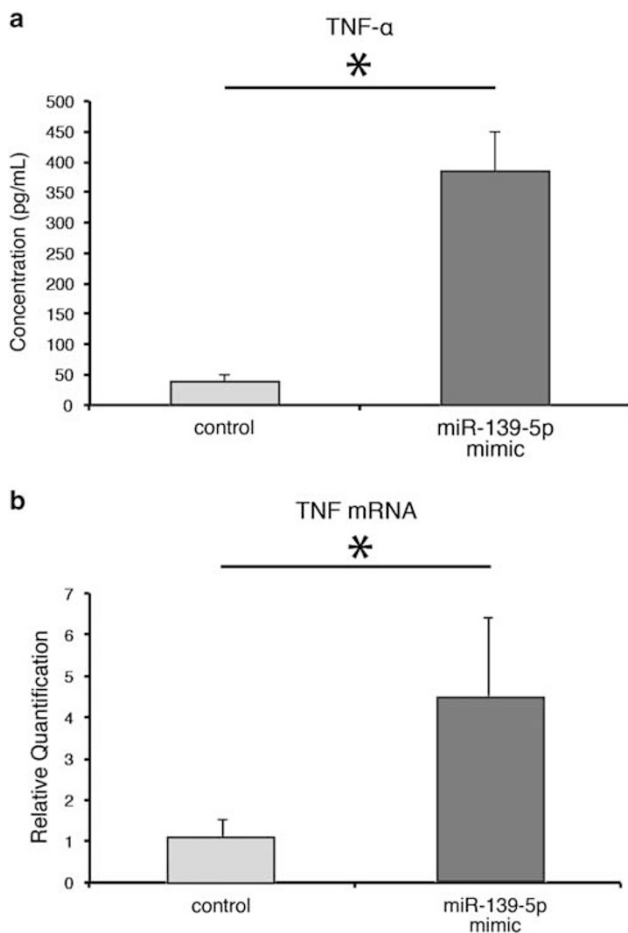 a
TNF-α
*
Concentration (pg/mL)
500
450
400
350
300
250
200
150
100
50
0
control
miR-139-5p
mimic
b
TNF mRNA
*
Relative Quantification
7
6
5
4
3
2
1
0
control
miR-139-5p
mimic